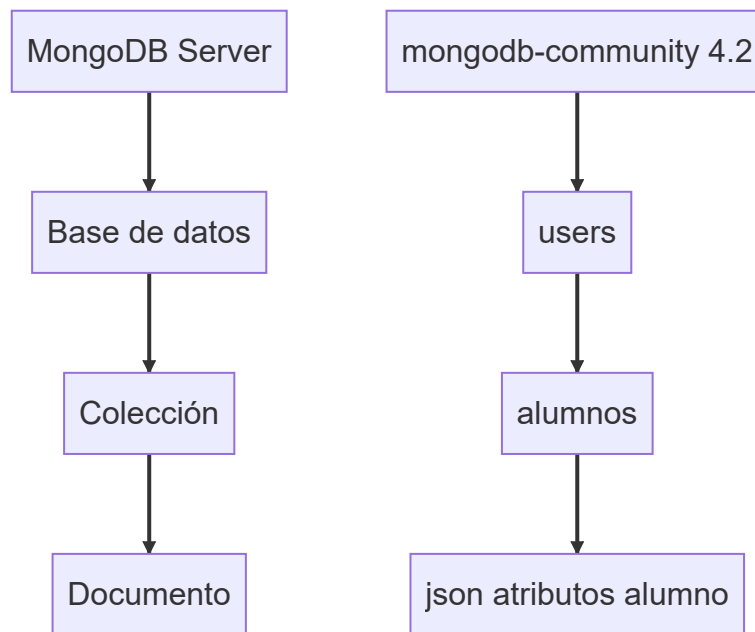 MongoDB Server
mongodb-community 4.2
Base de datos
users
Colección
alumnos
Documento
json atributos alumno